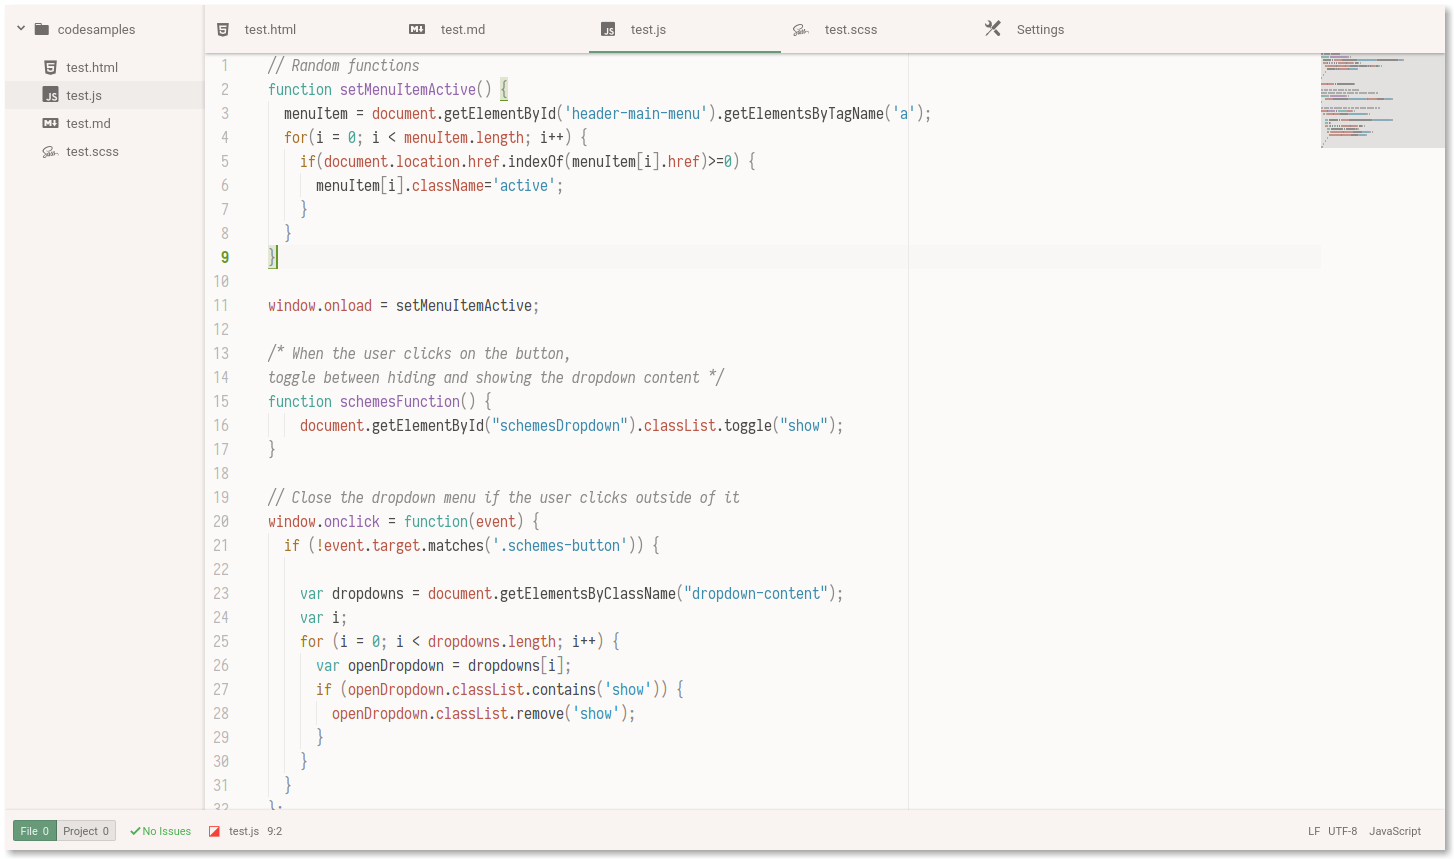 codesamples
test.html
test.js
test.md
test.scss
test.html test.md test.js test.scss Settings
1 // Random functions
2 function setMenuItemActive() {
3 menuItem = document.getElementById('header-main-menu').getElementsByTagName('a');
4 for(i = 0; i < menuItem.length; i++) {
5 if(document.location.href.indexOf(menuItem[i].href)>=0) {
6 menuItem[i].className='active';
7 }
8 }
9 }
10
11 window.onload = setMenuItemActive;
12
13 /* When the user clicks on the button,
14 toggle between hiding and showing the dropdown content */
15 function schemesFunction() {
16 document.getElementById("schemesDropdown").classList.toggle("show");
17 }
18
19 // Close the dropdown menu if the user clicks outside of it
20 window.onclick = function(event) {
21 if (!event.target.matches('.schemes-button')) {
22
23 var dropdowns = document.getElementsByClassName("dropdown-content");
24 var i;
25 for (i = 0; i < dropdowns.length; i++) {
26 var openDropdown = dropdowns[i];
27 if (openDropdown.classList.contains('show')) {
28 openDropdown.classList.remove('show');
29 }
30 }
31 }
32 };
File 0 Project 0 No Issues test.js 9:2 LF UTF-8 JavaScript